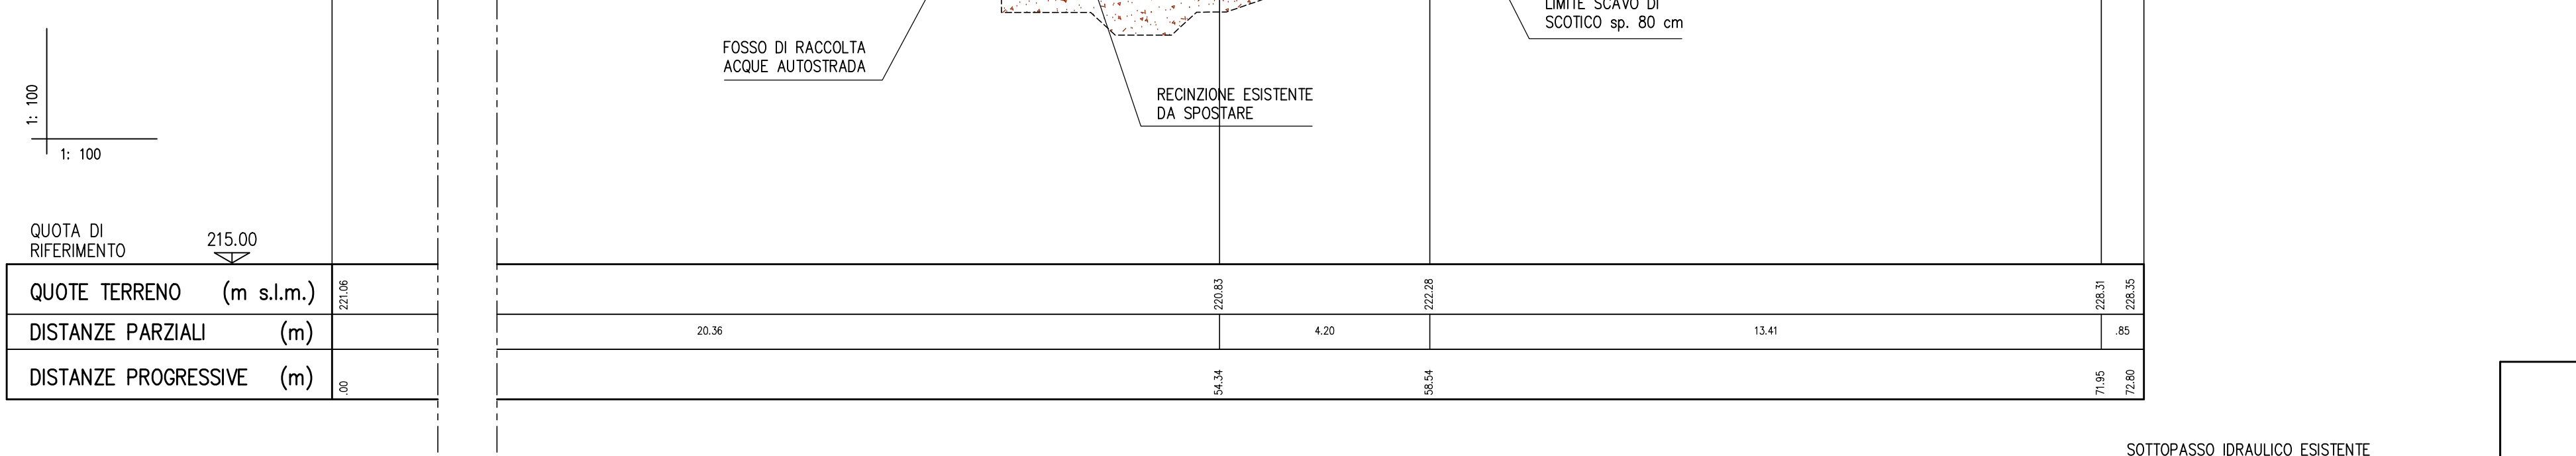 LIMITE SCAVO DI
SCOTICO sp. 80 cm
FOSSO DI RACCOLTA
ACQUE AUTOSTRADA
RECINZIONE ESISTENTE
DA SPOSTARE
1: 100
1: 100
QUOTA DI
RIFERIMENTO
215.00
QUOTE TERRENO (m s.l.m.) 221.06 220.83 222.28 228.31 228.35
DISTANZE PARZIALI (m) 20.36 4.20 13.41 .85
DISTANZE PROGRESSIVE (m) .00 54.34 58.54 71.95 72.80
SOTTOPASSO IDRAULICO ESISTENTE